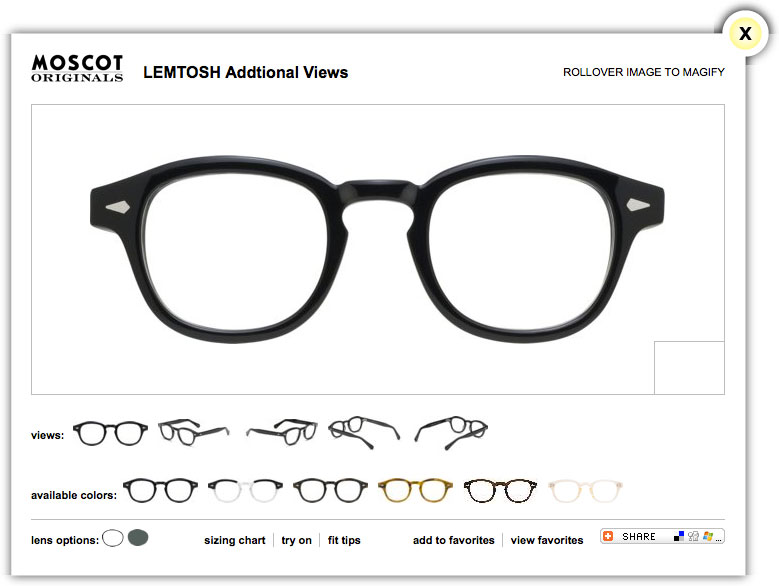 X
MOSCOT
ORIGINALS
LEMTOSH Addtional Views
ROLLOVER IMAGE TO MAGIFY
views:
available colors:
lens options:
sizing chart
try on
fit tips
add to favorites
view favorites
SHARE
...